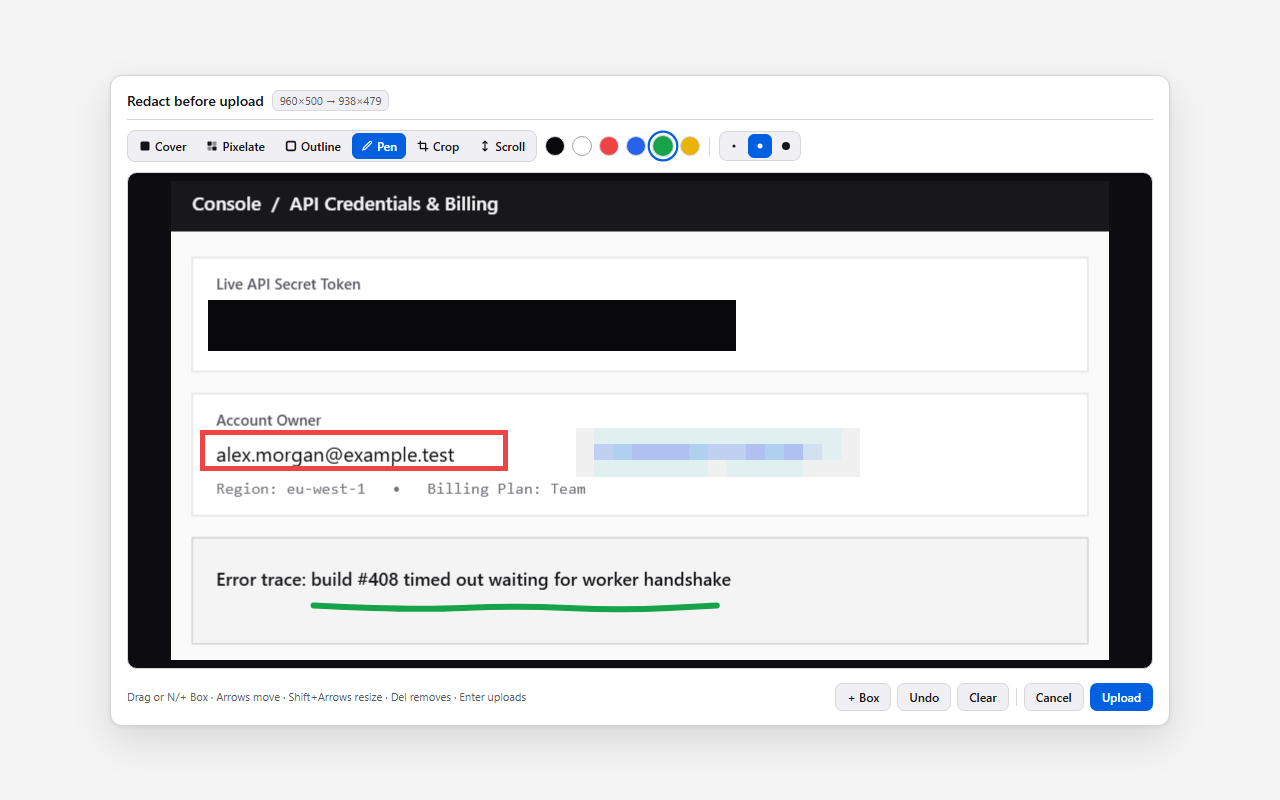 Redact before upload 960×500 → 938×479
Cover Pixelate Outline Pen Crop Scroll
Console / API Credentials & Billing
Live API Secret Token
Account Owner
alex.morgan@example.test
Region: eu-west-1 • Billing Plan: Team
Error trace: build #408 timed out waiting for worker handshake
Drag or N/+ Box · Arrows move · Shift+Arrows resize · Del removes · Enter uploads
+ Box Undo Clear Cancel Upload